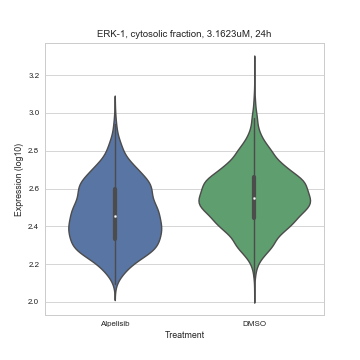 ERK-1, cytosolic fraction, 3.1623uM, 24h
3.2
3.0
2.8
2.6
2.4
2.2
2.0
Expression (log10)
Alpelisib
DMSO
Treatment